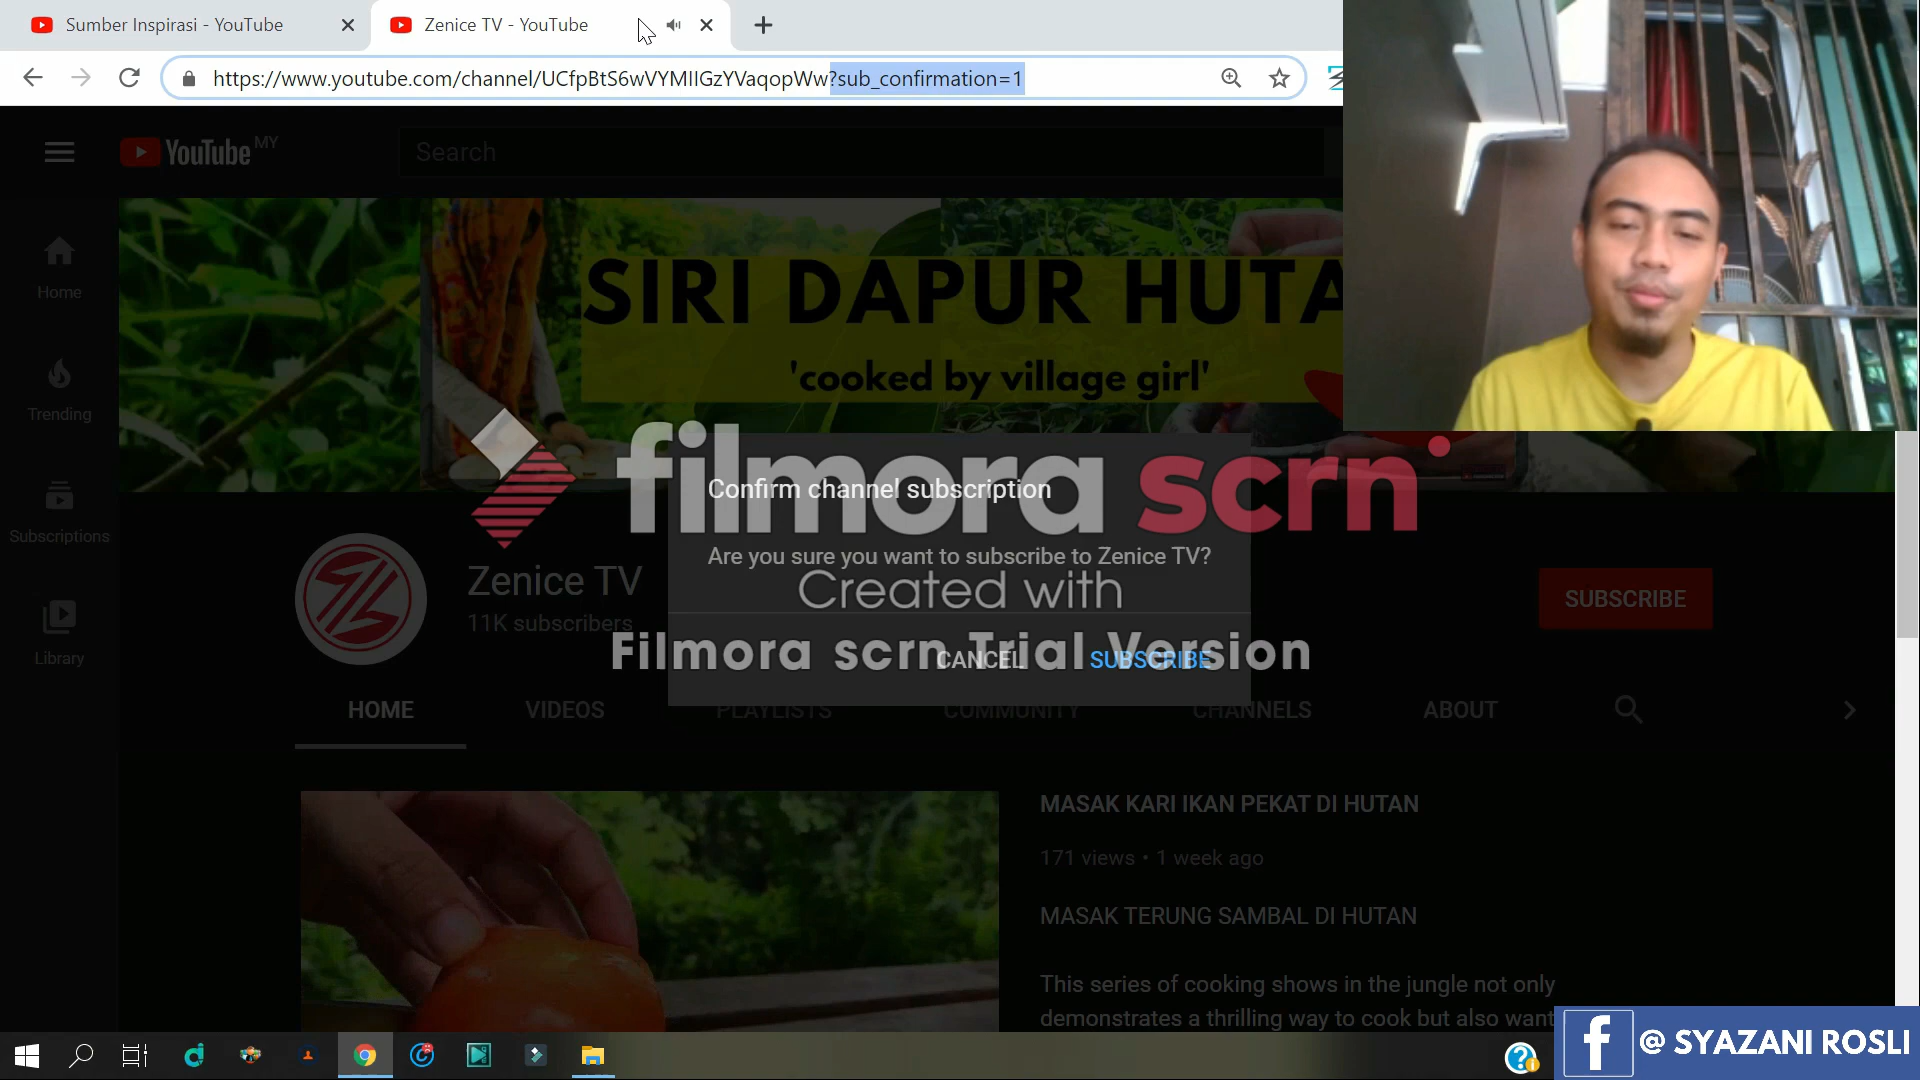 Sumber Inspirasi - YouTube
Zenice TV - YouTube
https://www.youtube.com/channel/UCfpBtS6wVYMIIGzYVaqopWw?sub_confirmation=1
YouTube MY
Search
Home
Trending
Subscriptions
Library
SIRI DAPUR HUTA
'cooked by village girl'
filmora scrn
Created with
Filmora scrn Trial Version
Confirm channel subscription
Are you sure you want to subscribe to Zenice TV?
CANCEL SUBSCRIBE
Zenice TV
11K subscribers
SUBSCRIBE
HOME VIDEOS PLAYLISTS COMMUNITY CHANNELS ABOUT
MASAK KARI IKAN PEKAT DI HUTAN
171 views • 1 week ago
MASAK TERUNG SAMBAL DI HUTAN
This series of cooking shows in the jungle not only
demonstrates a thrilling way to cook but also want
@ SYAZANI ROSLI